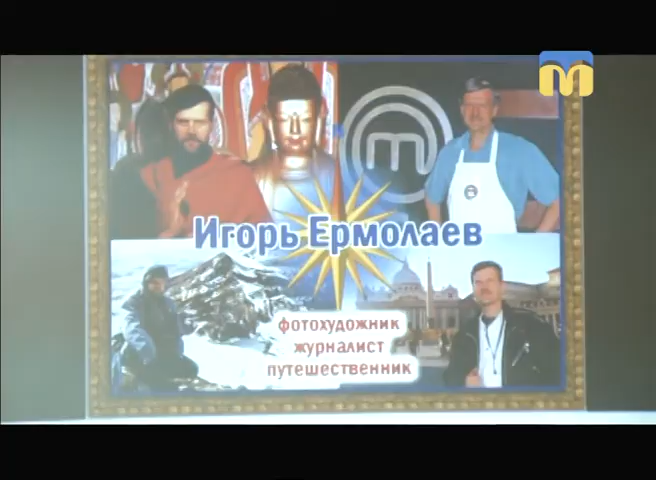 Игорь Ермолаев
фотохудожник
журналист
путешественник